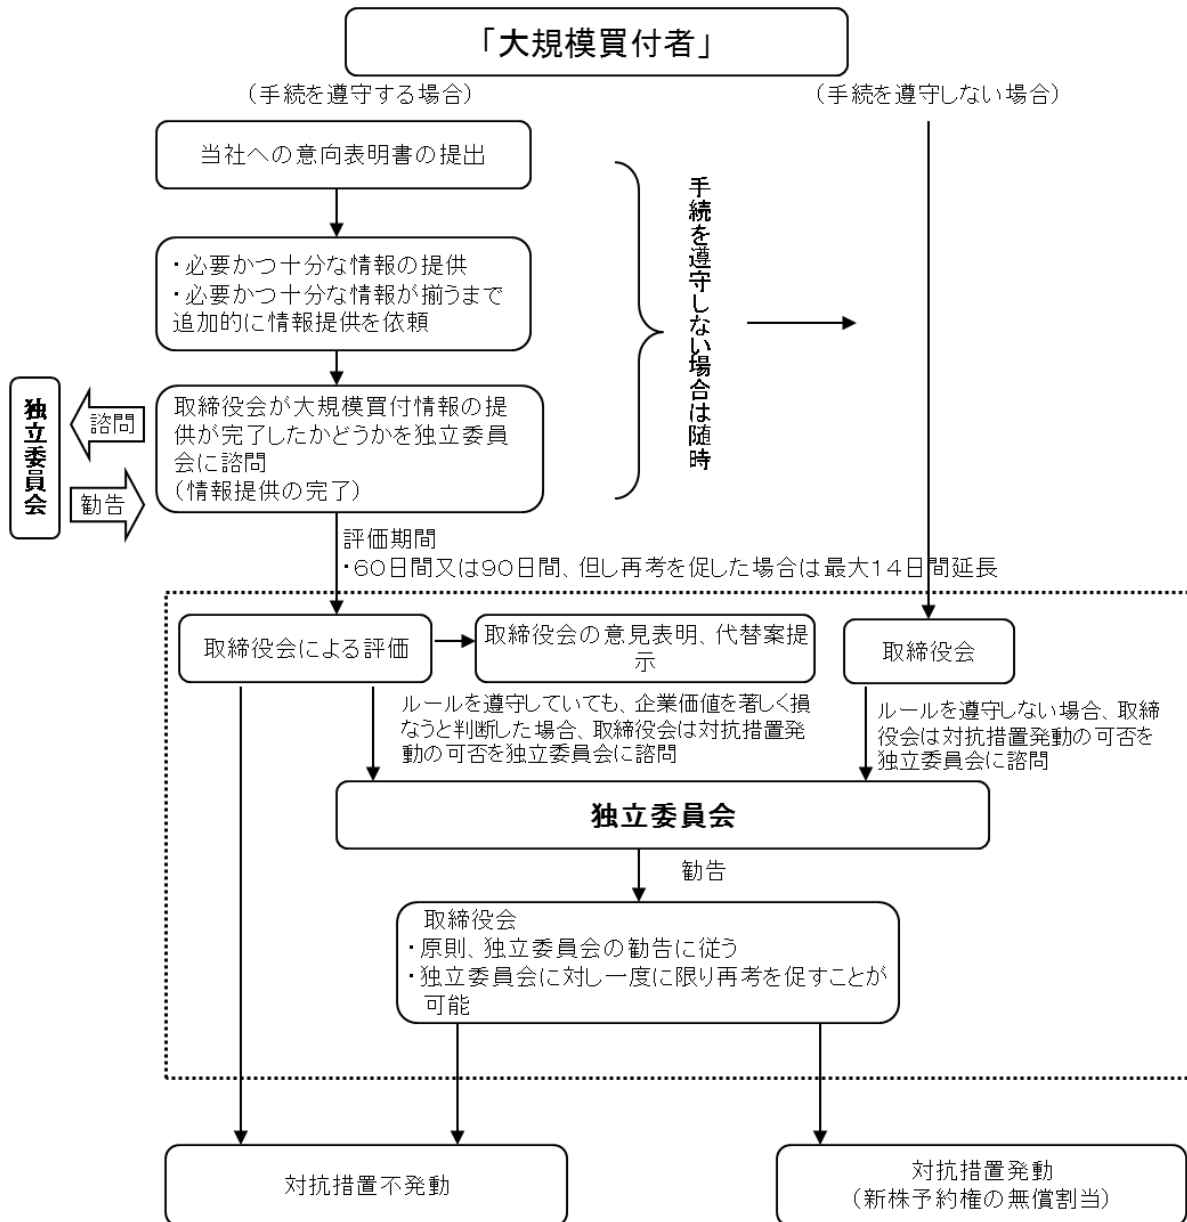 「大規模買付者」
（手続を遵守する場合）
（手続を遵守しない場合）
当社への意向表明書の提出
・必要かつ十分な情報の提供
・必要かつ十分な情報が揃うまで
追加的に情報提供を依頼
手続を遵守しない場合は随時
独立委員会
諮問
勧告
取締役会が大規模買付情報の提
供が完了したかどうかを独立委員
会に諮問
（情報提供の完了）
評価期間
・６０日間又は９０日間、但し再考を促した場合は最大１４日間延長
取締役会による評価
取締役会の意見表明、代替案提
示
取締役会
ルールを遵守していても、企業価値を著しく損
なうと判断した場合、取締役会は対抗措置発
動の可否を独立委員会に諮問
ルールを遵守しない場合、取締
役会は対抗措置発動の可否を
独立委員会に諮問
独立委員会
勧告
取締役会
・原則、独立委員会の勧告に従う
・独立委員会に対し一度に限り再考を促すことが
可能
対抗措置不発動
対抗措置発動
（新株予約権の無償割当）